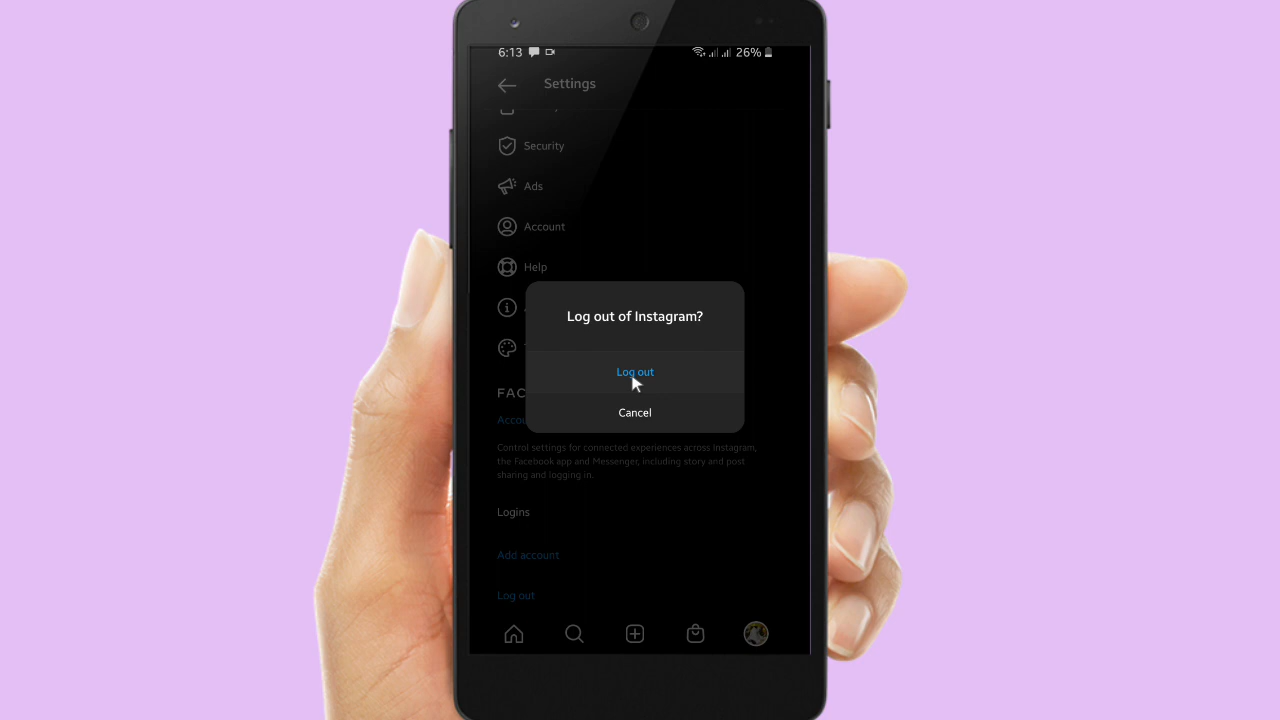 6:13 26%
Settings
Security
Ads
Account
Help
Log out of Instagram?
Log out
Cancel
FAC
Accou
Control settings for connected experiences across Instagram,
the Facebook app and Messenger, including story and post
sharing and logging in.
Logins
Add account
Log out